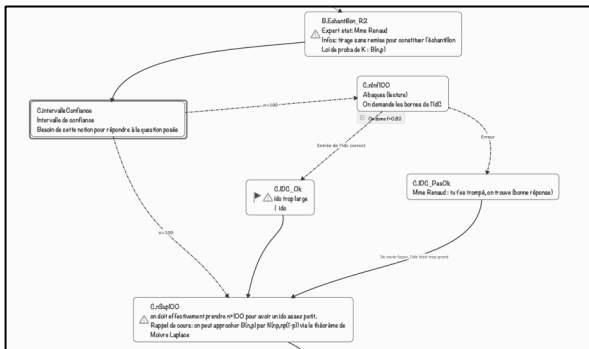 B.Echantillon_R2
Expert stat: Mme Renaud
Infos: tirage sans remise pour constituer l'échantillon
Loi de proba de K : B(n,p)
C.nInf100
Abaques (lecture)
On demande les bornes de l'IdC
On donne f=0.82
C.IntervalleConfiance
Intervalle de confiance
Besoin de cette notion pour répondre à la question posée
n<100
Erreur
Entrée de l'Idc correct
C.IDC_Ok
Idc trop large
| idc
C.IDC_PasOk
Mme Renaud : tu t'es trompé, on trouve (bonne réponse)
n>100
De toute façon, l'idc était trop grand
C.nSup100
on doit effectivement prendre n>100 pour avoir un idc assez petit.
Rappel de cours: on peut approcher B(n,p) par N(np,np(1-p)) via le théorème de
Moivre Laplace